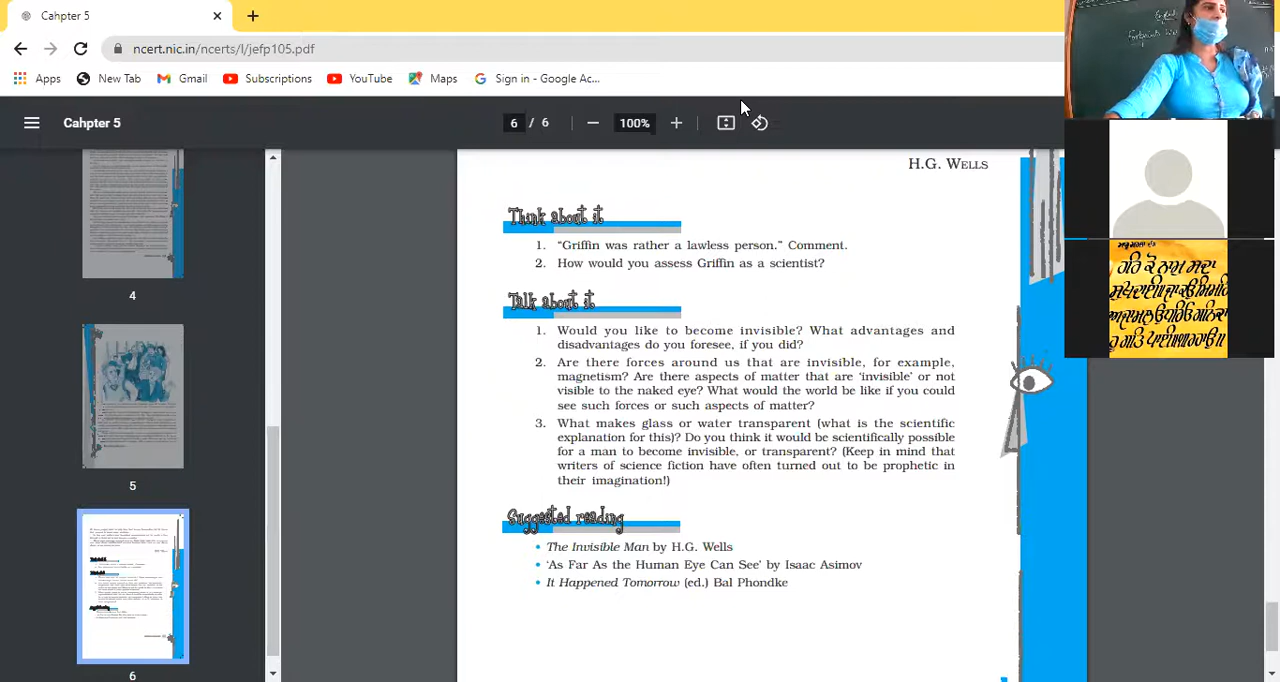 Cahpter 5
ncert.nic.in/ncerts/l/jefp105.pdf
Apps New Tab Gmail Subscriptions YouTube Maps Sign in - Google Ac...
Cahpter 5
6 / 6
100%
4
5
6
H.G. WELLS
Think about it
1. “Griffin was rather a lawless person.” Comment.
2. How would you assess Griffin as a scientist?
Talk about it
1. Would you like to become invisible? What advantages and
disadvantages do you foresee, if you did?
2. Are there forces around us that are invisible, for example,
magnetism? Are there aspects of matter that are ‘invisible’ or not
visible to the naked eye? What would the world be like if you could
see such forces or such aspects of matter?
3. What makes glass or water transparent (what is the scientific
explanation for this)? Do you think it would be scientifically possible
for a man to become invisible, or transparent? (Keep in mind that
writers of science fiction have often turned out to be prophetic in
their imagination!)
Suggested reading
• The Invisible Man by H.G. Wells
• ‘As Far As the Human Eye Can See’ by Isaac Asimov
• It Happened Tomorrow (ed.) Bal Phondke
English
ਹਰਿ ਕੋ ਨਾਮੁ ਸਦਾ